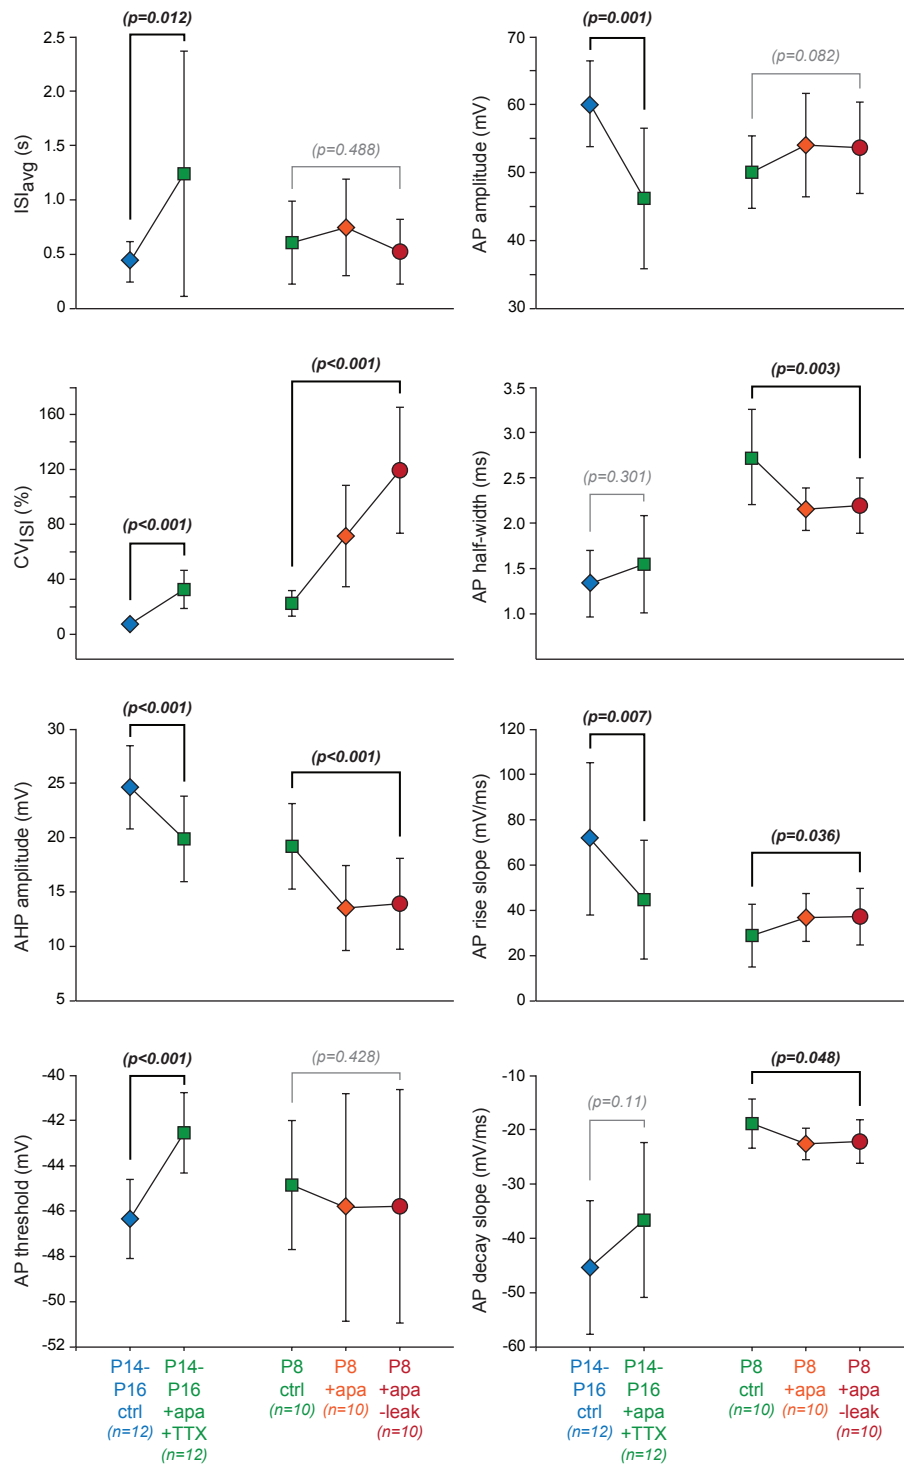 (p=0.012)
2.5
2.0
1.5
1.0
0.5
0
ISIavg (s)
(p=0.488)
(p=0.001)
70
60
50
40
30
AP amplitude (mV)
(p=0.082)
(p<0.001)
160
120
80
40
0
CVISI (%)
(p<0.001)
(p=0.003)
3.5
3.0
2.5
2.0
1.5
1.0
AP half-width (ms)
(p=0.301)
(p<0.001)
30
25
20
15
10
5
AHP amplitude (mV)
(p<0.001)
(p=0.007)
120
100
80
60
40
20
0
AP rise slope (mV/ms)
(p=0.036)
(p<0.001)
-40
-42
-44
-46
-48
-50
-52
AP threshold (mV)
(p=0.428)
(p=0.048)
-10
-20
-30
-40
-50
-60
AP decay slope (mV/ms)
(p=0.11)
P14-
P16
ctrl
(n=12)
P14-
P16
+apa
+TTX
(n=12)
P8
ctrl
(n=10)
P8
+apa
(n=10)
P8
+apa
-leak
(n=10)
P14-
P16
ctrl
(n=12)
P14-
P16
+apa
+TTX
(n=12)
P8
ctrl
(n=10)
P8
+apa
(n=10)
P8
+apa
-leak
(n=10)